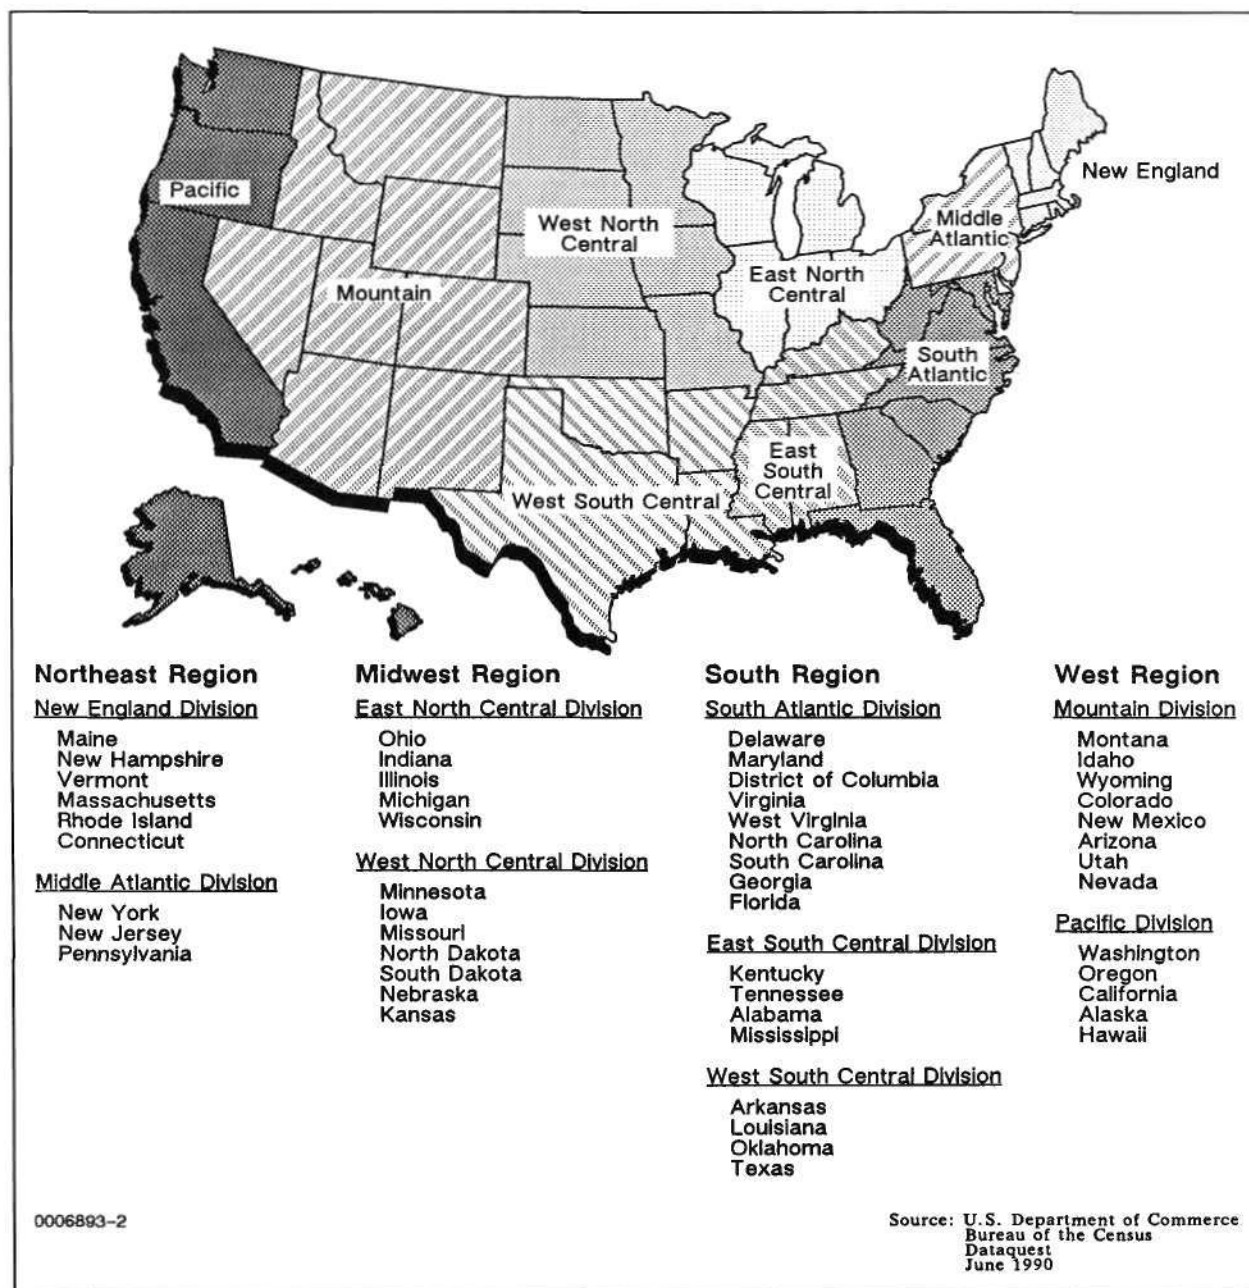 Pacific
Mountain
West North
Central
East North
Central
New England
Middle
Atlantic
South
Atlantic
East
South
Central
West South Central
Northeast Region
New England Division
Maine
New Hampshire
Vermont
Massachusetts
Rhode Island
Connecticut
Middle Atlantic Division
New York
New Jersey
Pennsylvania
Midwest Region
East North Central Division
Ohio
Indiana
Illinois
Michigan
Wisconsin
West North Central Division
Minnesota
Iowa
Missouri
North Dakota
South Dakota
Nebraska
Kansas
South Region
South Atlantic Division
Delaware
Maryland
District of Columbia
Virginia
West Virginia
North Carolina
South Carolina
Georgia
Florida
East South Central Division
Kentucky
Tennessee
Alabama
Mississippi
West South Central Division
Arkansas
Louisiana
Oklahoma
Texas
West Region
Mountain Division
Montana
Idaho
Wyoming
Colorado
New Mexico
Arizona
Utah
Nevada
Pacific Division
Washington
Oregon
California
Alaska
Hawaii
0006893-2
Source: U.S. Department of Commerce
Bureau of the Census
Dataquest
June 1990